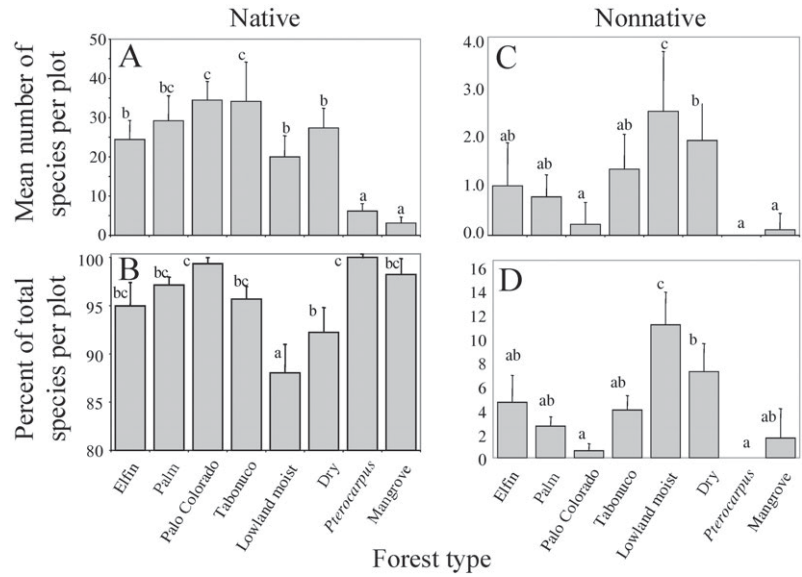 Native
Nonnative
Mean number of
species per plot
A
50
40
30
20
10
0
b
bc
c
c
b
b
a
a
C
4.0
3.0
2.0
1.0
0.0
ab
ab
a
ab
c
b
a
a
Percent of total
species per plot
B
100
95
90
85
80
bc
bc
c
bc
a
b
c
bc
D
16
14
12
10
8
6
4
2
0
ab
ab
a
ab
c
b
a
ab
Elfin
Palm
Palo Colorado
Tabonuco
Lowland moist
Dry
Pterocarpus
Mangrove
Elfin
Palm
Palo Colorado
Tabonuco
Lowland moist
Dry
Pterocarpus
Mangrove
Forest type